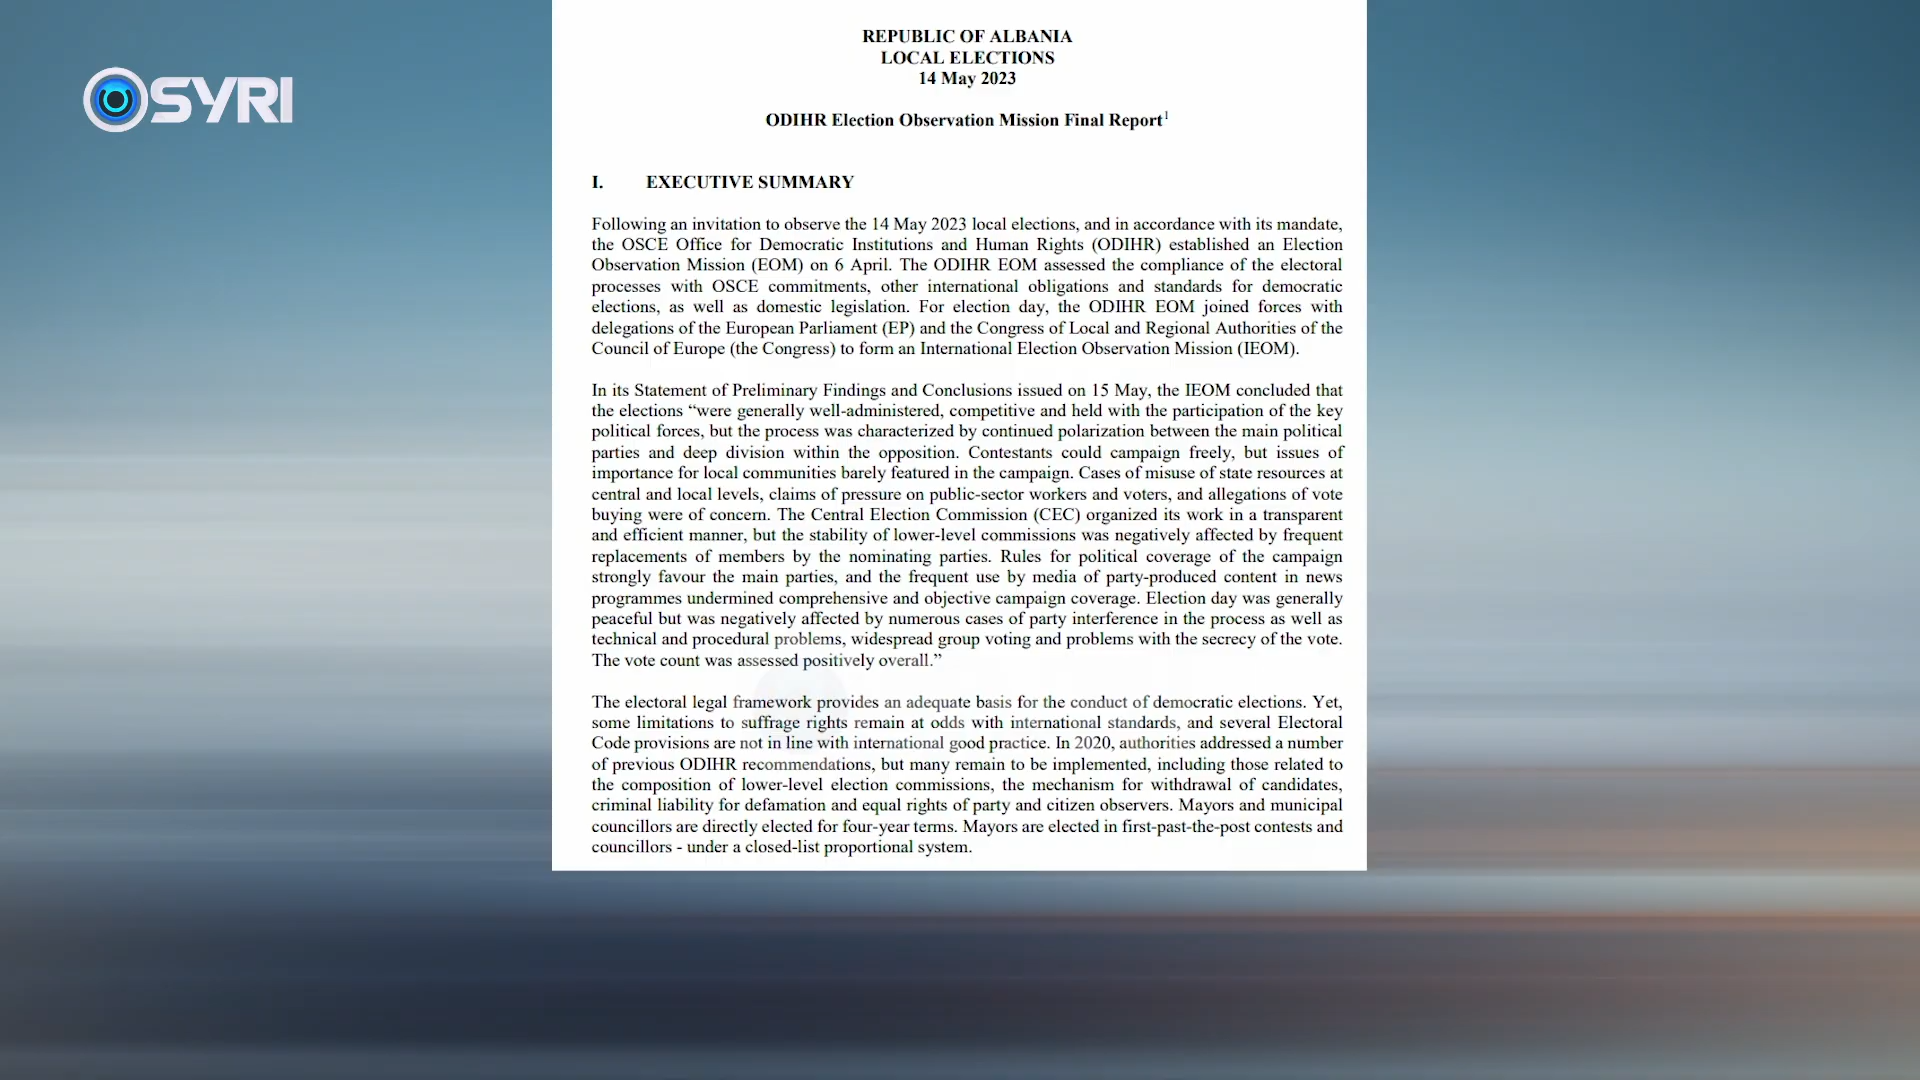 SYRI
REPUBLIC OF ALBANIA
LOCAL ELECTIONS
14 May 2023
ODIHR Election Observation Mission Final Report1
I. EXECUTIVE SUMMARY
Following an invitation to observe the 14 May 2023 local elections, and in accordance with its mandate,
the OSCE Office for Democratic Institutions and Human Rights (ODIHR) established an Election
Observation Mission (EOM) on 6 April. The ODIHR EOM assessed the compliance of the electoral
processes with OSCE commitments, other international obligations and standards for democratic
elections, as well as domestic legislation. For election day, the ODIHR EOM joined forces with
delegations of the European Parliament (EP) and the Congress of Local and Regional Authorities of the
Council of Europe (the Congress) to form an International Election Observation Mission (IEOM).
In its Statement of Preliminary Findings and Conclusions issued on 15 May, the IEOM concluded that
the elections “were generally well-administered, competitive and held with the participation of the key
political forces, but the process was characterized by continued polarization between the main political
parties and deep division within the opposition. Contestants could campaign freely, but issues of
importance for local communities barely featured in the campaign. Cases of misuse of state resources at
central and local levels, claims of pressure on public-sector workers and voters, and allegations of vote
buying were of concern. The Central Election Commission (CEC) organized its work in a transparent
and efficient manner, but the stability of lower-level commissions was negatively affected by frequent
replacements of members by the nominating parties. Rules for political coverage of the campaign
strongly favour the main parties, and the frequent use by media of party-produced content in news
programmes undermined comprehensive and objective campaign coverage. Election day was generally
peaceful but was negatively affected by numerous cases of party interference in the process as well as
technical and procedural problems, widespread group voting and problems with the secrecy of the vote.
The vote count was assessed positively overall.”
The electoral legal framework provides an adequate basis for the conduct of democratic elections. Yet,
some limitations to suffrage rights remain at odds with international standards, and several Electoral
Code provisions are not in line with international good practice. In 2020, authorities addressed a number
of previous ODIHR recommendations, but many remain to be implemented, including those related to
the composition of lower-level election commissions, the mechanism for withdrawal of candidates,
criminal liability for defamation and equal rights of party and citizen observers. Mayors and municipal
councillors are directly elected for four-year terms. Mayors are elected in first-past-the-post contests and
councillors - under a closed-list proportional system.